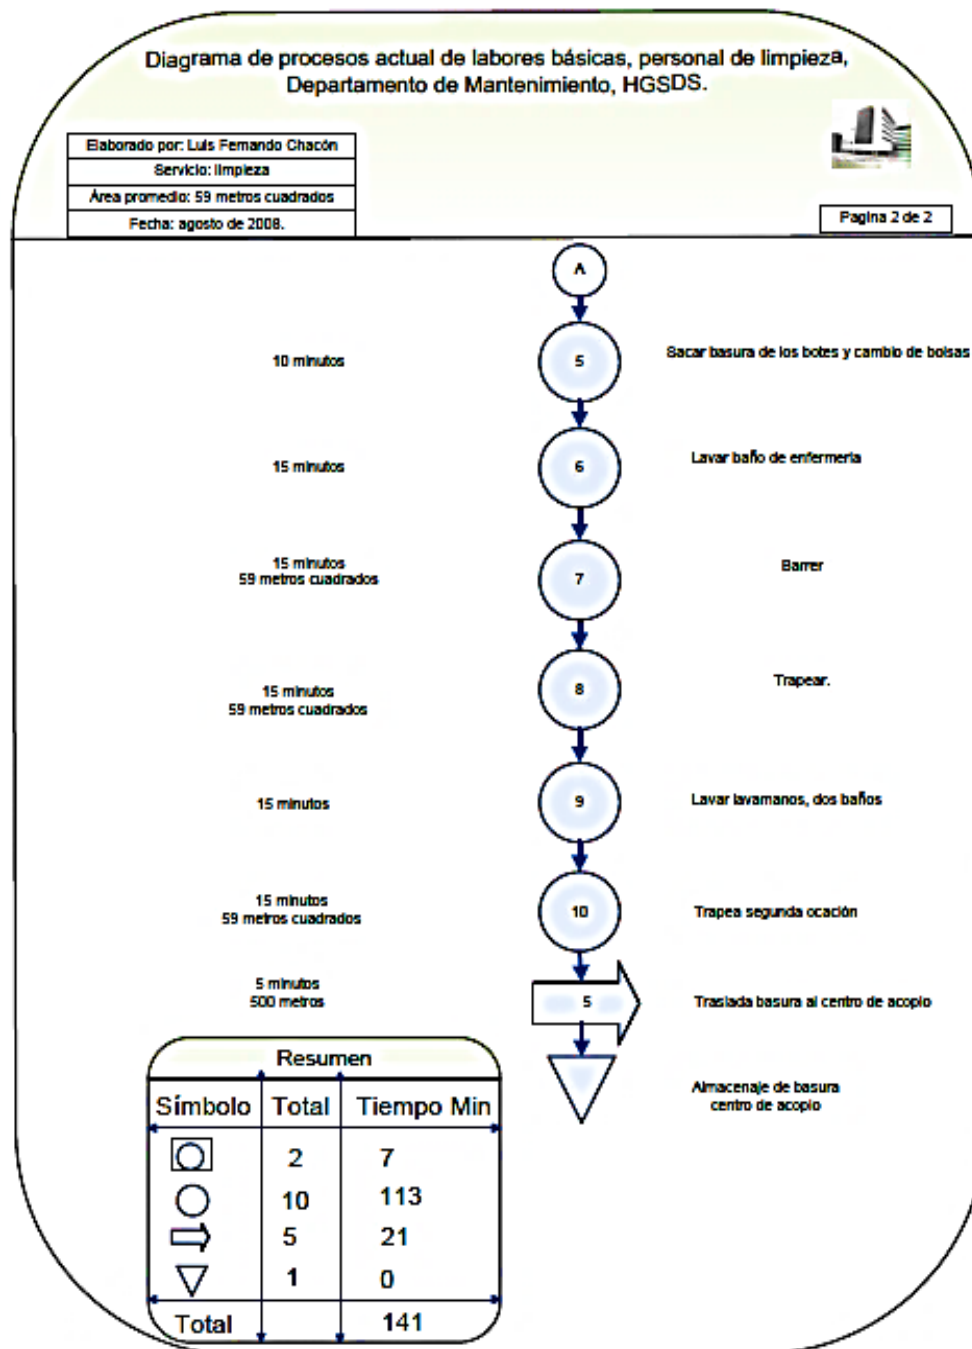 Diagrama de procesos actual de labores básicas, personal de limpieza,
Departamento de Mantenimiento, HGSDS.
Elaborado por: Luis Fernando Chacón
Servicio: limpieza
Área promedio: 59 metros cuadrados
Fecha: agosto de 2008.
Pagina 2 de 2
A
10 minutos
5
Sacar basura de los botes y cambio de bolsas
15 minutos
6
Lavar baño de enfermería
15 minutos
59 metros cuadrados
7
Barrer
15 minutos
59 metros cuadrados
8
Trapear.
15 minutos
9
Lavar lavamanos, dos baños
15 minutos
59 metros cuadrados
10
Trapea segunda ocación
5 minutos
500 metros
5
Traslada basura al centro de acopio
Almacenaje de basura
centro de acopio
Resumen
Símbolo Total Tiempo Min
2 7
10 113
5 21
1 0
Total 141